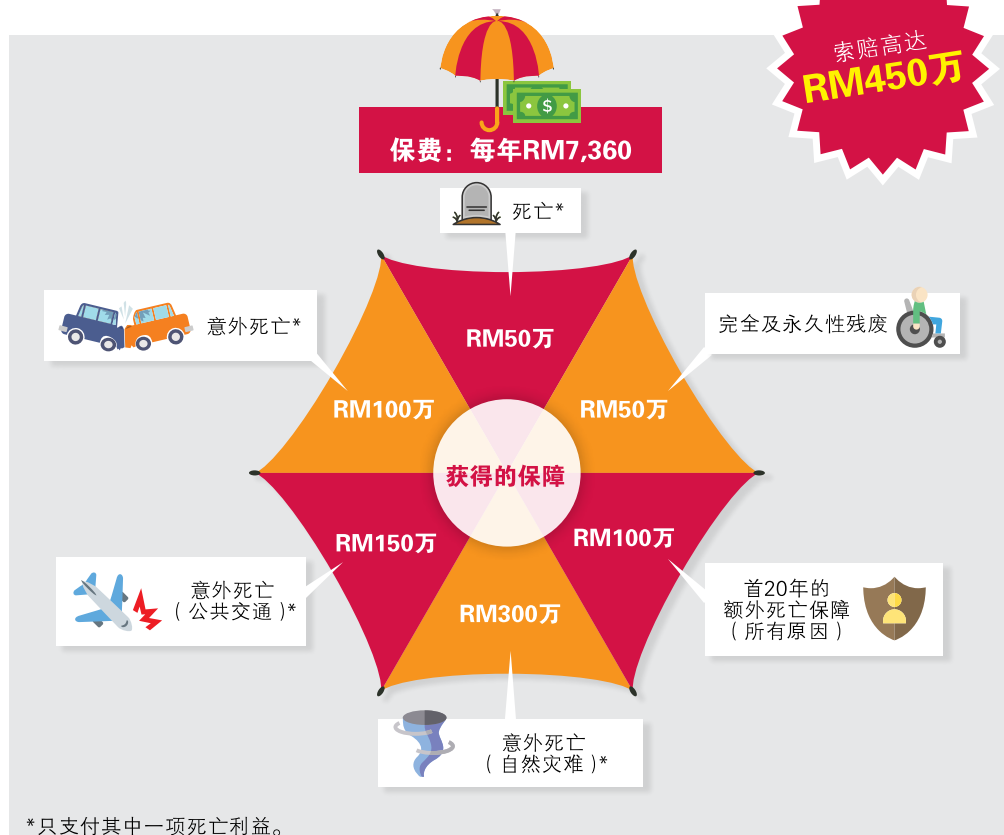 索赔高达
RM450万
保费：每年RM7,360
死亡*
RM50万
意外死亡*
RM100万
完全及永久性残废
RM50万
获得的保障
RM150万
意外死亡
（公共交通）*
RM100万
首20年的
额外死亡保障
（所有原因）
RM300万
意外死亡
（自然灾难）*
*只支付其中一项死亡利益。